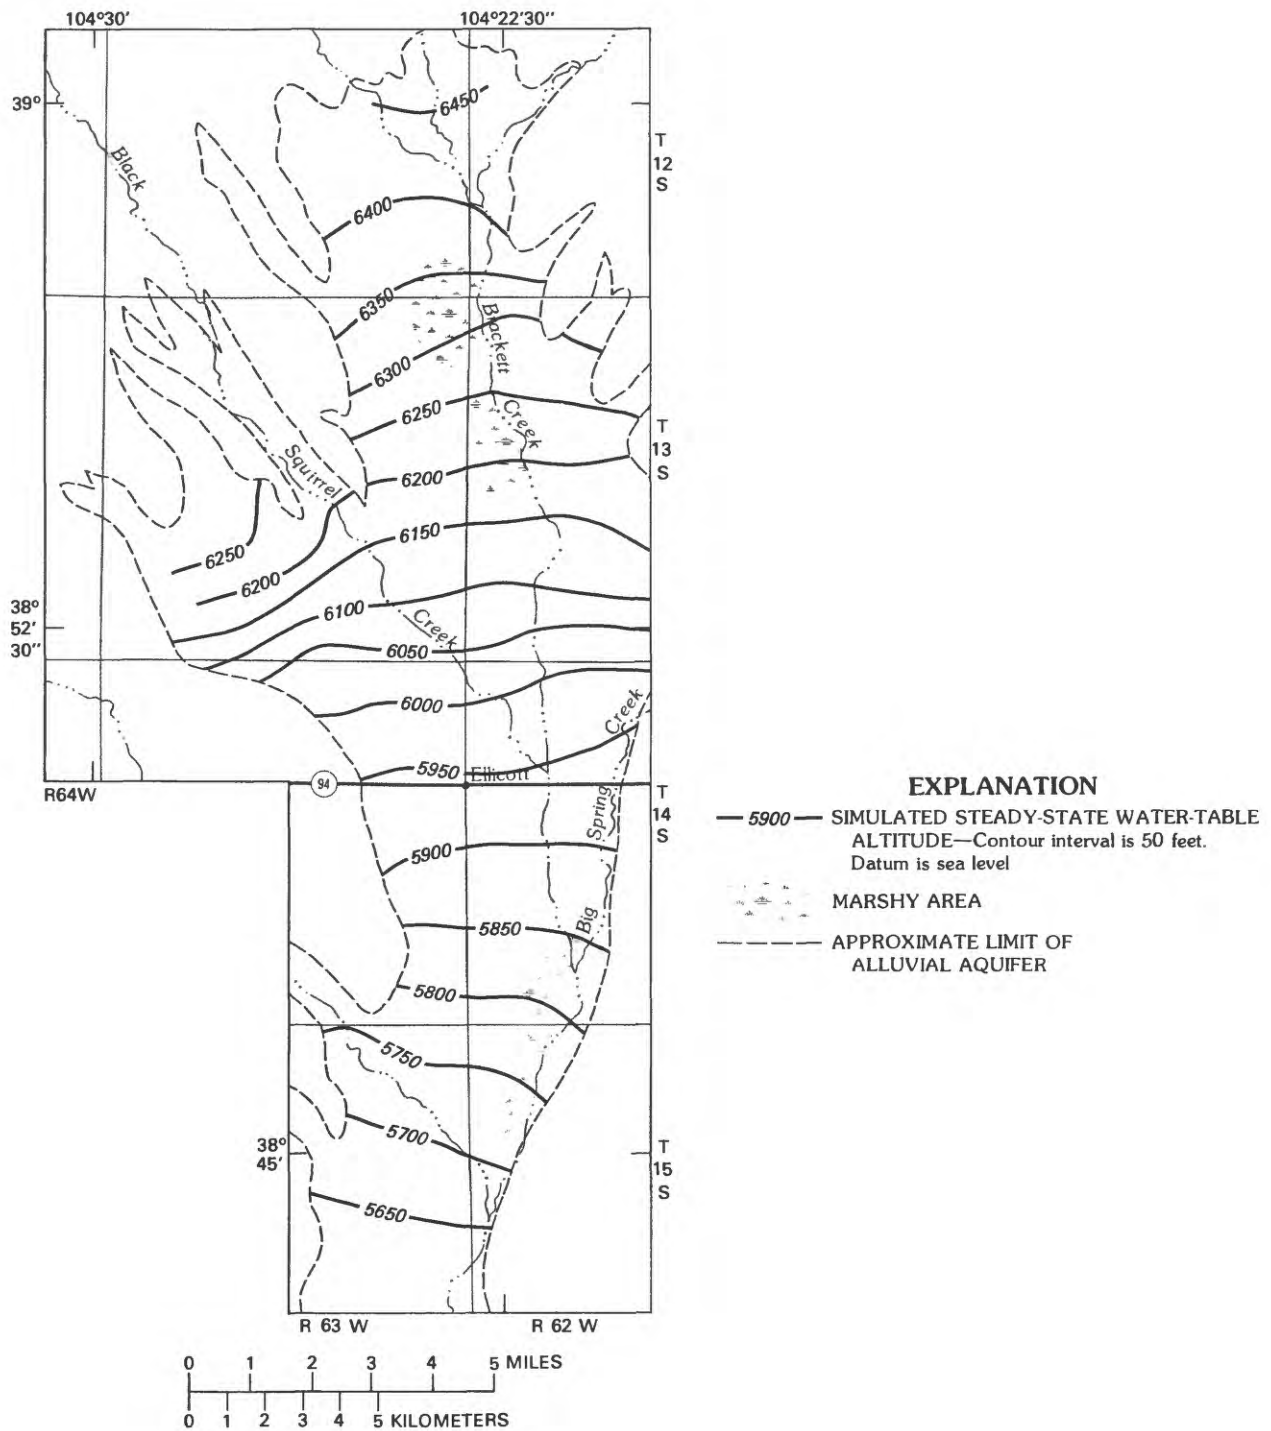 104°30′
104°22′30″
39°
T
12
S
Black
6450
6400
6350
Brackett
6300
6250
Creek
T
13
S
Squirrel
6200
6150
6250
6200
38°
52′
30″
6100
Creek
6050
6000
Creek
5950
Ellicott
94
R64W
T
14
S
Spring
5900
Big
5850
5800
5750
5700
38°
45′
T
15
S
5650
R 63 W
R 62 W
0 1 2 3 4 5 MILES
0 1 2 3 4 5 KILOMETERS
EXPLANATION
5900 SIMULATED STEADY-STATE WATER-TABLE
ALTITUDE—Contour interval is 50 feet.
Datum is sea level
MARSHY AREA
APPROXIMATE LIMIT OF
ALLUVIAL AQUIFER